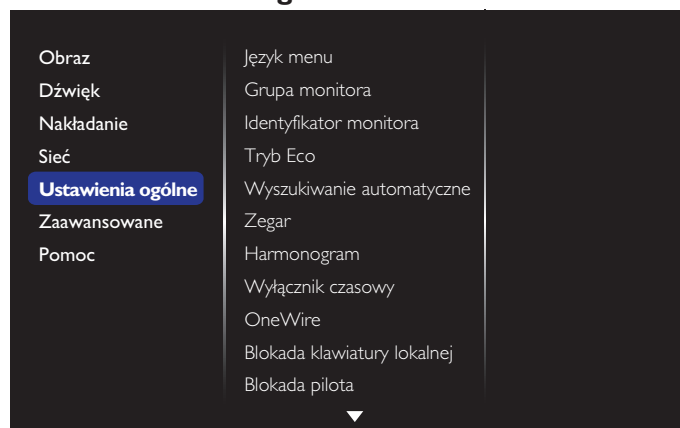 Obraz
Dźwięk
Nakładanie
Sieć
Ustawienia ogólne
Zaawansowane
Pomoc
Język menu
Grupa monitora
Identyfikator monitora
Tryb Eco
Wyszukiwanie automatyczne
Zegar
Harmonogram
Wyłącznik czasowy
OneWire
Blokada klawiatury lokalnej
Blokada pilota